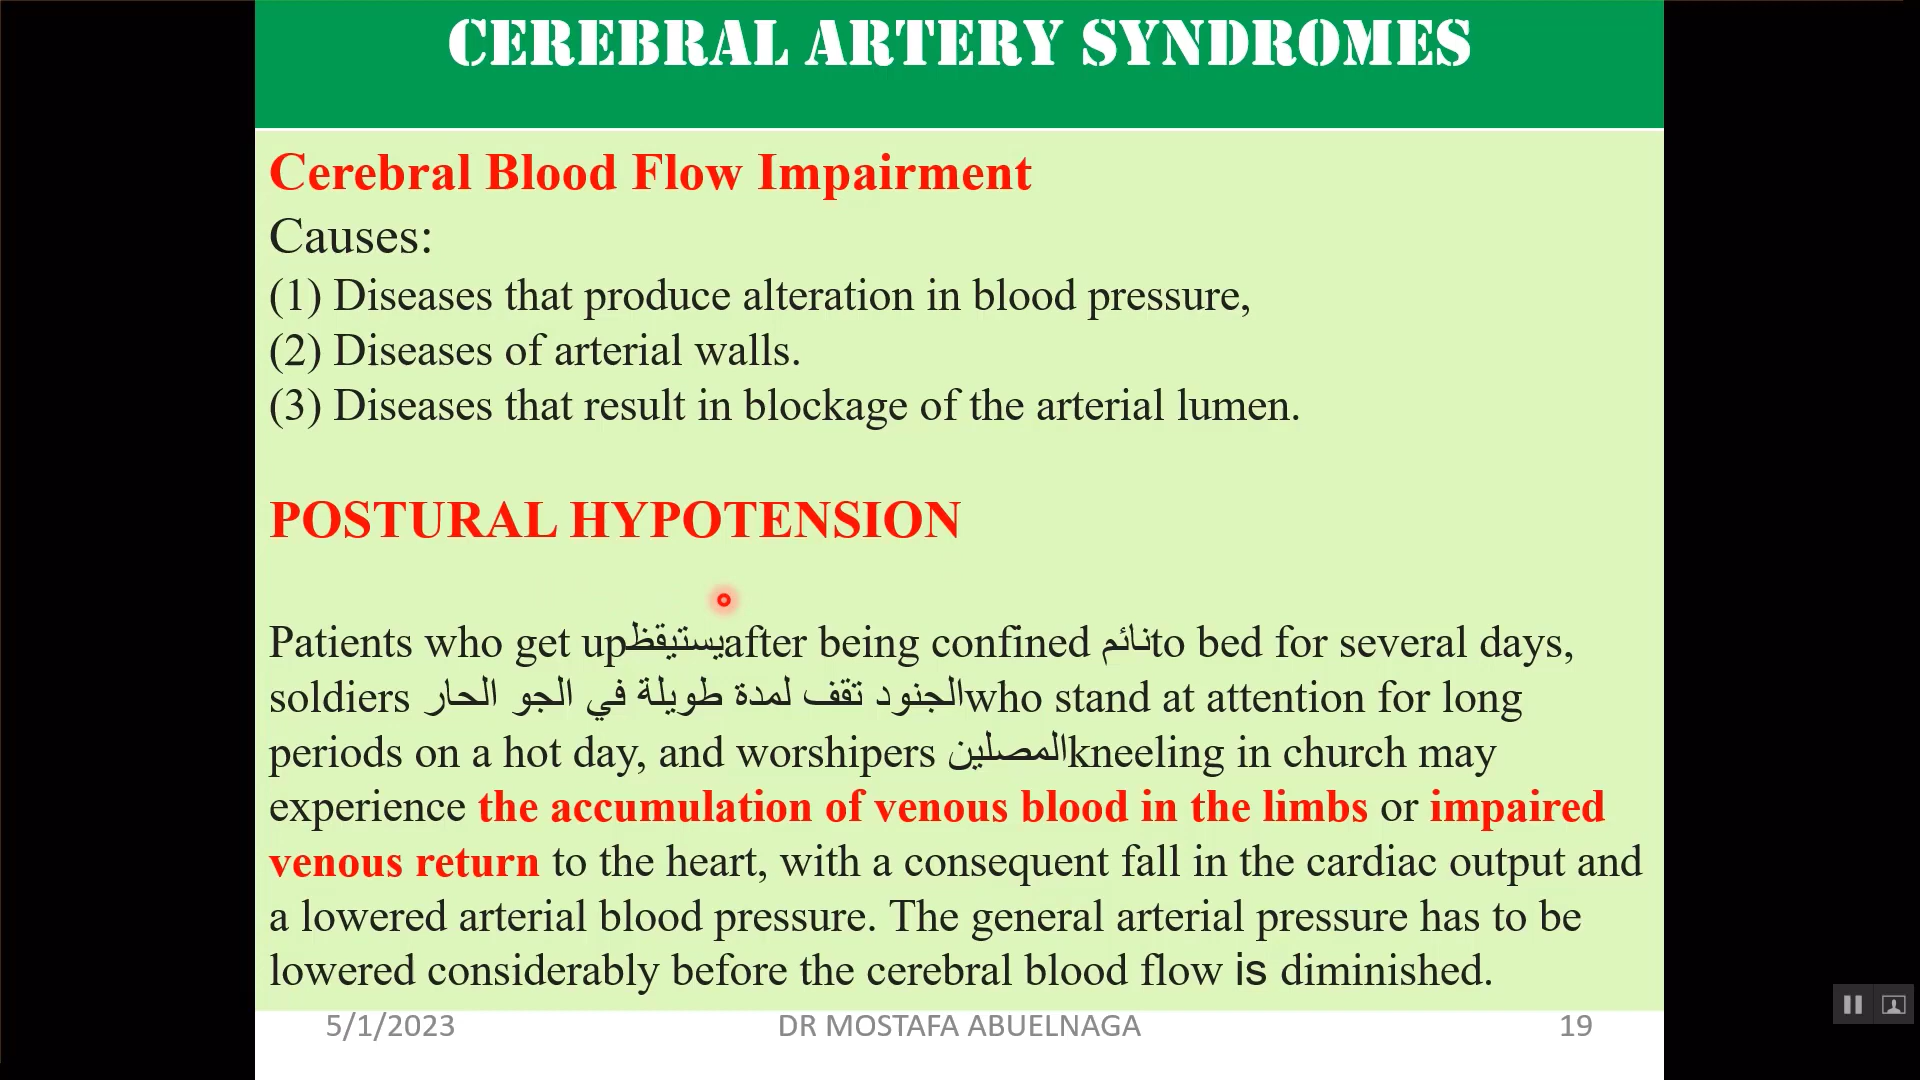 CEREBRAL ARTERY SYNDROMES
Cerebral Blood Flow Impairment
Causes:
(1) Diseases that produce alteration in blood pressure,
(2) Diseases of arterial walls.
(3) Diseases that result in blockage of the arterial lumen.
POSTURAL HYPOTENSION
Patients who get upيستيقظafter being confined نائمto bed for several days,
soldiers الجنود تقف لمدة طويلة في الجو الحارwho stand at attention for long
periods on a hot day, and worshipers المصلينkneeling in church may
experience the accumulation of venous blood in the limbs or impaired
venous return to the heart, with a consequent fall in the cardiac output and
a lowered arterial blood pressure. The general arterial pressure has to be
lowered considerably before the cerebral blood flow is diminished.
5/1/2023 DR MOSTAFA ABUELNAGA 19